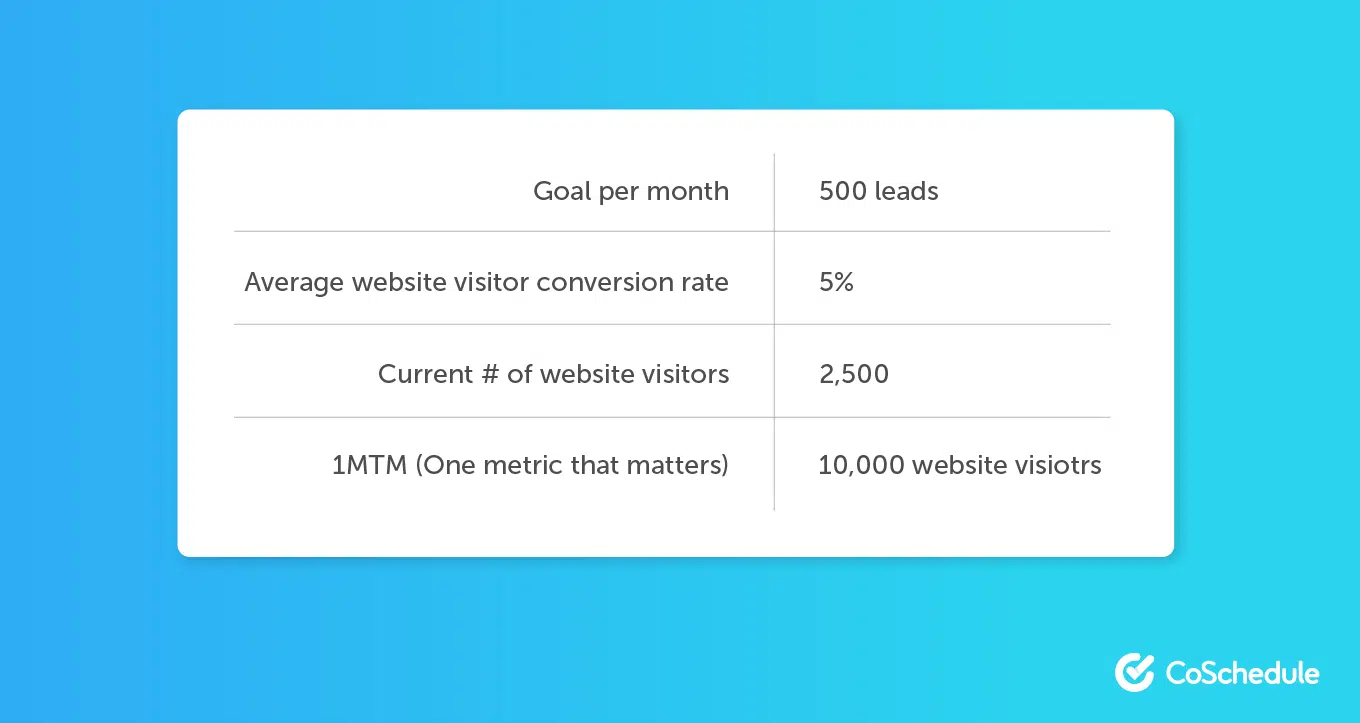 Goal per month 500 leads
Average website visitor conversion rate 5%
Current # of website visitors 2,500
1MTM (One metric that matters) 10,000 website visiotrs
CoSchedule